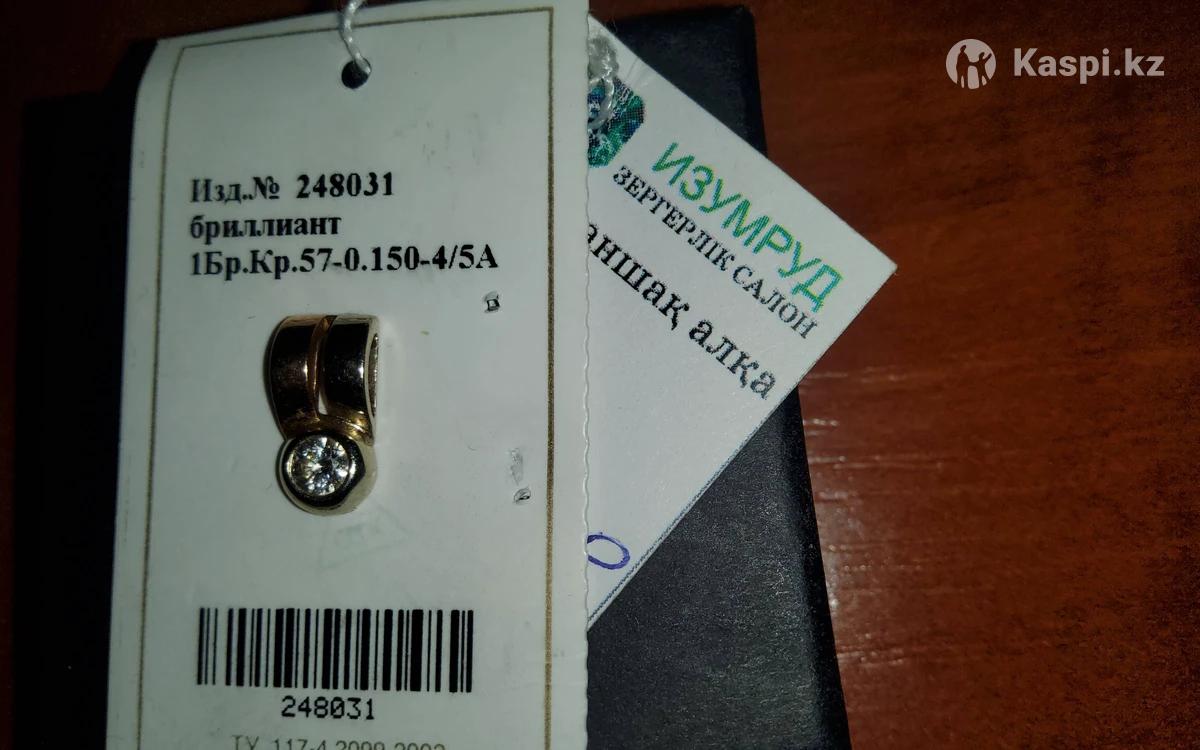 Kaspi.kz
Изд.№ 248031
бриллиант
1Бр.Кр.57-0.150-4/5А
248031
ИЗУМРУД
ЗЕРГЕРЛІК САЛОН
алқа